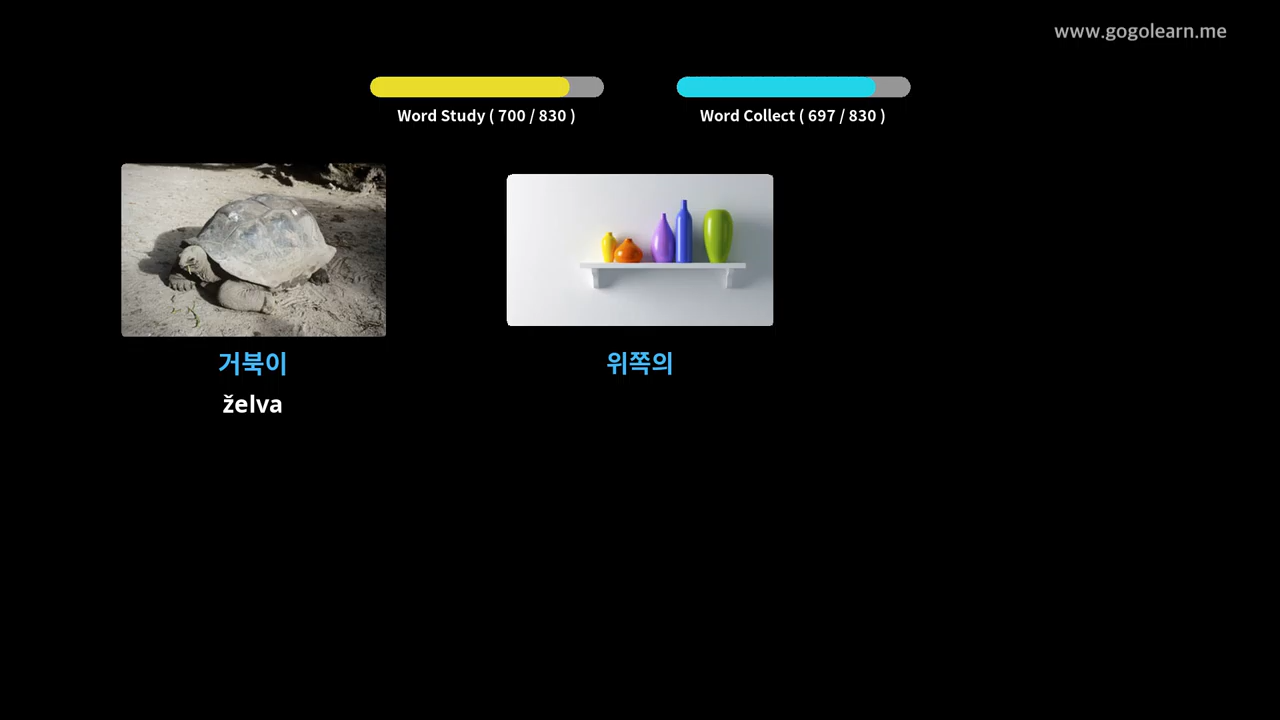 www.gogolearn.me
Word Study ( 700 / 830 )
Word Collect ( 697 / 830 )
거북이
želva
위쪽의